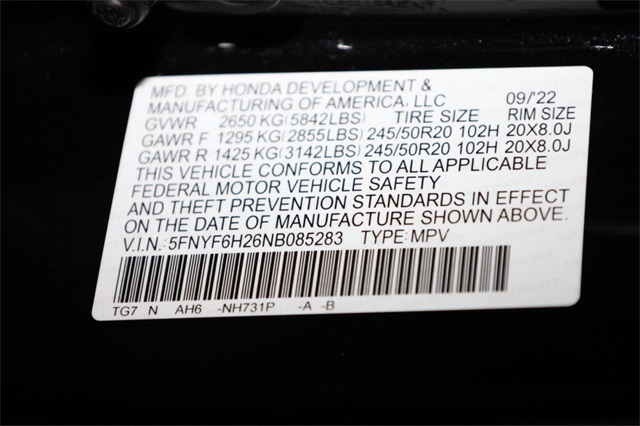 MFD. BY HONDA DEVELOPMENT &
MANUFACTURING OF AMERICA, LLC 09/'22
GVWR 2650 KG(5842LBS) TIRE SIZE RIM SIZE
GAWR F 1295 KG(2855LBS) 245/50R20 102H 20X8.0J
GAWR R 1425 KG(3142LBS) 245/50R20 102H 20X8.0J
THIS VEHICLE CONFORMS TO ALL APPLICABLE
FEDERAL MOTOR VEHICLE SAFETY
AND THEFT PREVENTION STANDARDS IN EFFECT
ON THE DATE OF MANUFACTURE SHOWN ABOVE.
V.I.N.: 5FNYF6H26NB085283 TYPE: MPV
TG7 N AH6 -NH731P -A -B